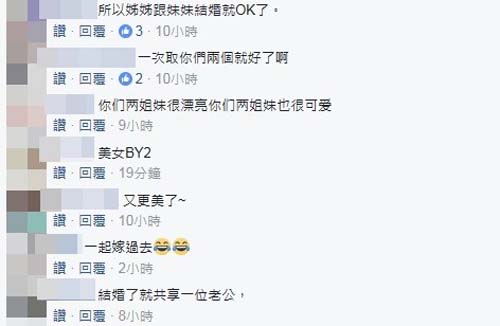 所以姊姊跟妹妹結婚就OK了。
讚 · 回覆 · 3 · 10小時
一次取你們兩個就好了啊
讚 · 回覆 · 2 · 10小時
你们两姐妹很漂亮你们两姐妹也很可爱
讚 · 回覆 · 9小時
美女BY2
讚 · 回覆 · 19分鐘
又更美了~
讚 · 回覆 · 10小時
一起嫁過去😂😂
讚 · 回覆 · 2小時
結婚了就共享一位老公，
讚 · 回覆 · 8小時